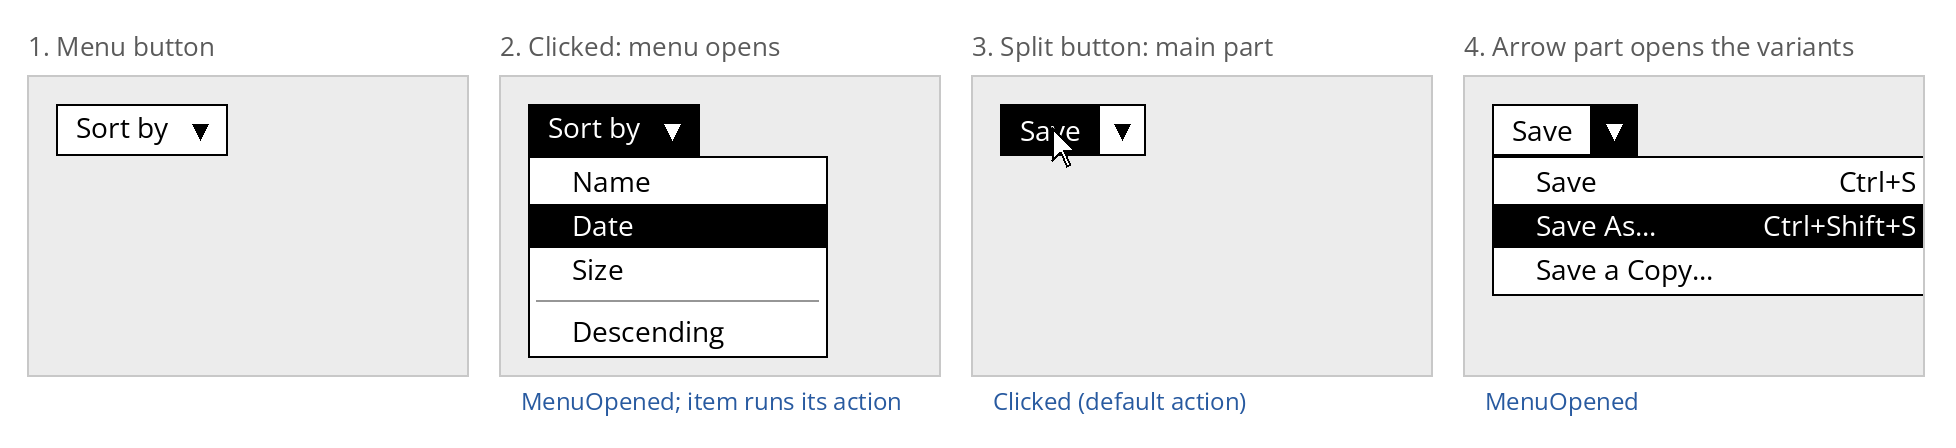 1. Menu button
Sort by ▼
2. Clicked: menu opens
Sort by ▼
Name
Date
Size
Descending
MenuOpened; item runs its action
3. Split button: main part
Save ▼
Clicked (default action)
4. Arrow part opens the variants
Save ▼
Save Ctrl+S
Save As... Ctrl+Shift+S
Save a Copy...
MenuOpened